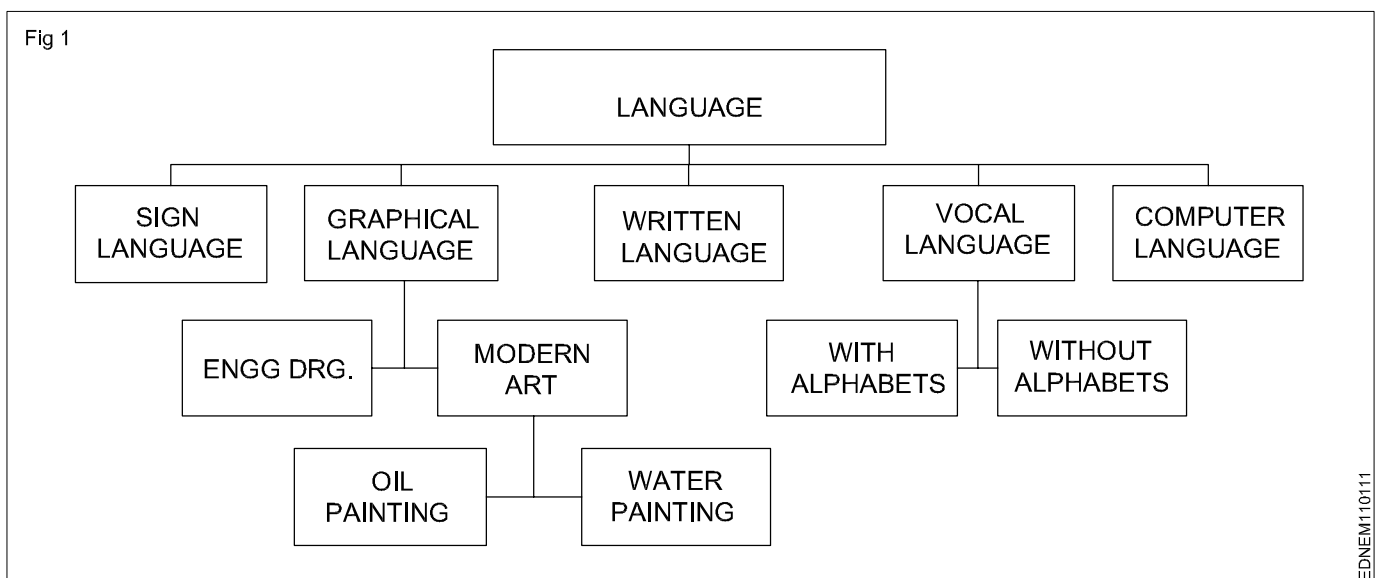 Fig 1
LANGUAGE
SIGN
LANGUAGE
GRAPHICAL
LANGUAGE
WRITTEN
LANGUAGE
VOCAL
LANGUAGE
COMPUTER
LANGUAGE
ENGG DRG.
MODERN
ART
WITH
ALPHABETS
WITHOUT
ALPHABETS
OIL
PAINTING
WATER
PAINTING
EDNEM110111